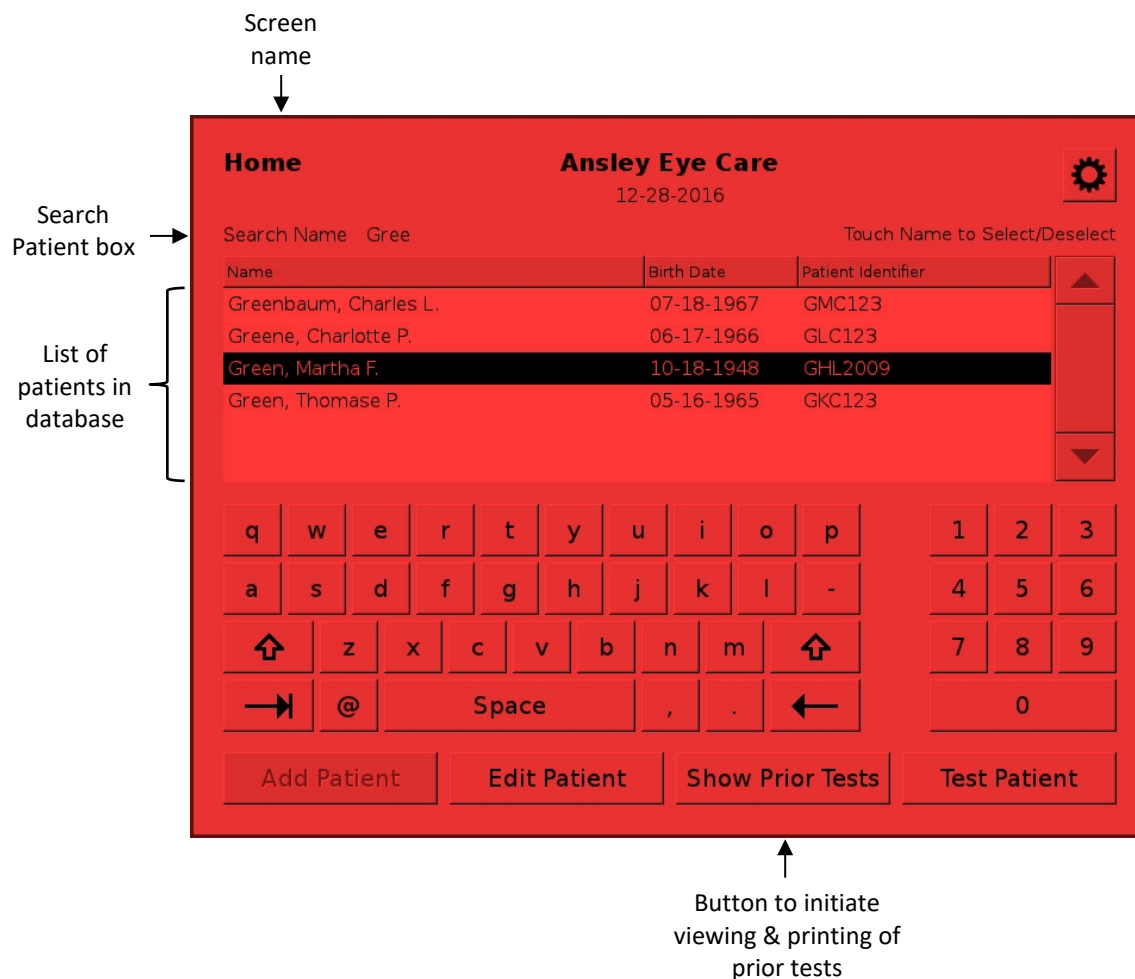 Screen
name
Home
Ansley Eye Care
12-28-2016
Search
Patient box
Search Name Gree
Touch Name to Select/Deselect
Name Birth Date Patient Identifier
Greenbaum, Charles L. 07-18-1967 GMC123
Greene, Charlotte P. 06-17-1966 GLC123
Green, Martha F. 10-18-1948 GHL2009
Green, Thomase P. 05-16-1965 GKC123
List of
patients in
database
q w e r t y u i o p 1 2 3
a s d f g h j k l - 4 5 6
z x c v b n m 7 8 9
@ Space , . 0
Add Patient Edit Patient Show Prior Tests Test Patient
Button to initiate
viewing & printing of
prior tests